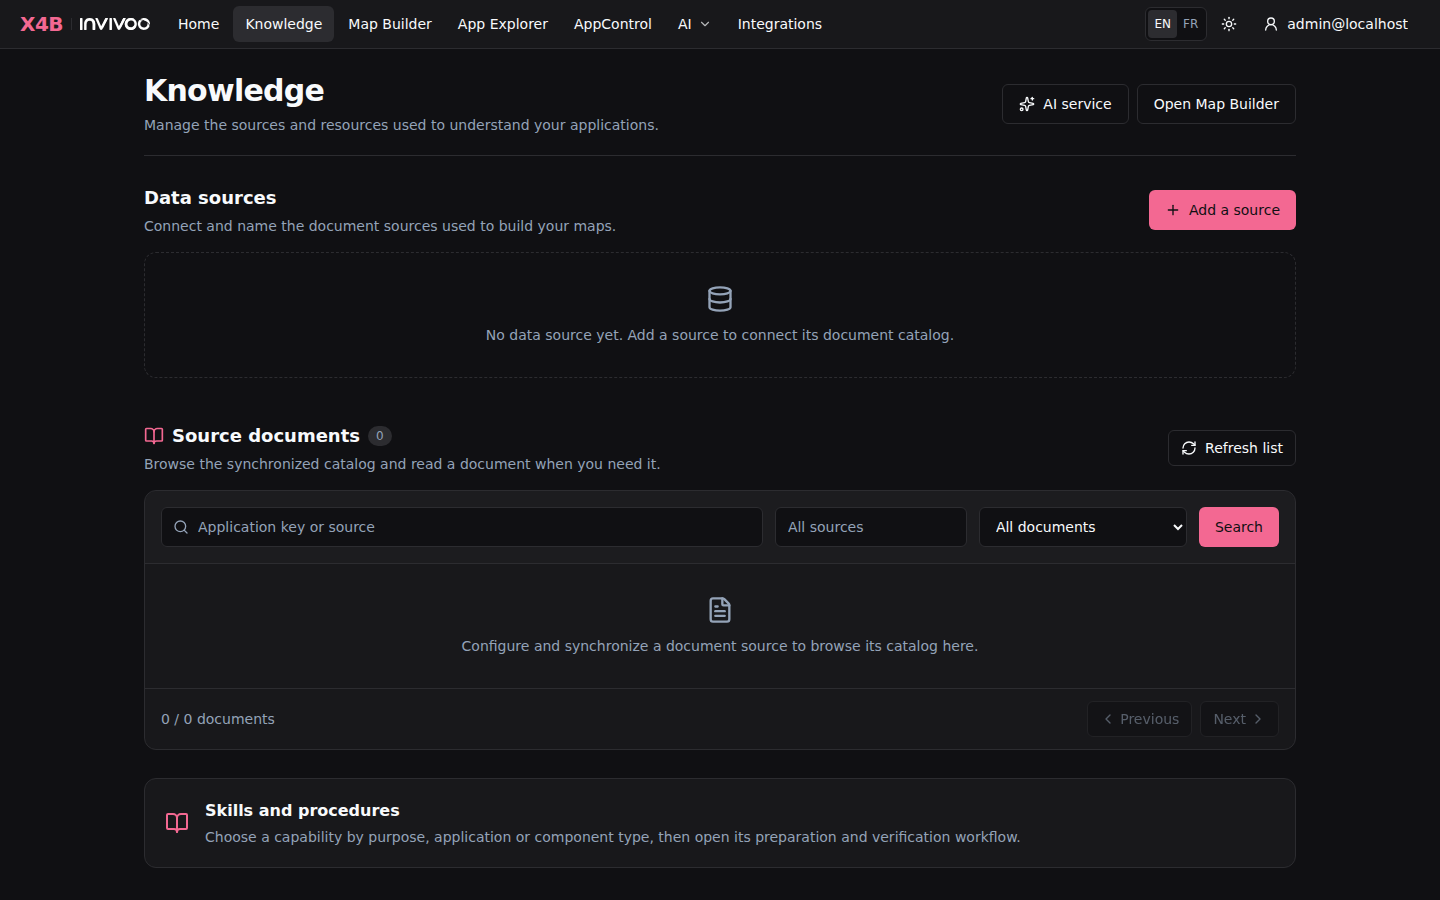 X4B INVIVOO Home Knowledge Map Builder App Explorer AppControl AI Integrations EN FR admin@localhost
Knowledge
Manage the sources and resources used to understand your applications.
AI service Open Map Builder
Data sources
Connect and name the document sources used to build your maps.
Add a source
No data source yet. Add a source to connect its document catalog.
Source documents 0
Browse the synchronized catalog and read a document when you need it.
Refresh list
Application key or source All sources All documents Search
Configure and synchronize a document source to browse its catalog here.
0 / 0 documents Previous Next
Skills and procedures
Choose a capability by purpose, application or component type, then open its preparation and verification workflow.